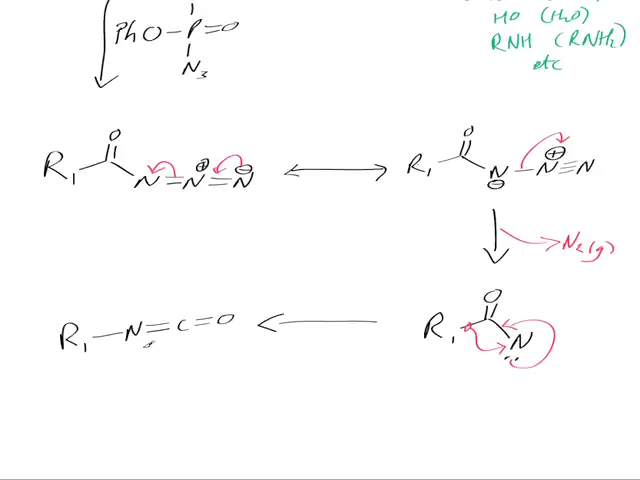 HO (H2O)
PhO-P=O
RNH (RNH2)
N3
etc
O
O
R1 N=N=N
⊕ ⊖
R1 N-N≡N
⊖ ⊕
N2(g)
O
R1-N=C=O
R1 N